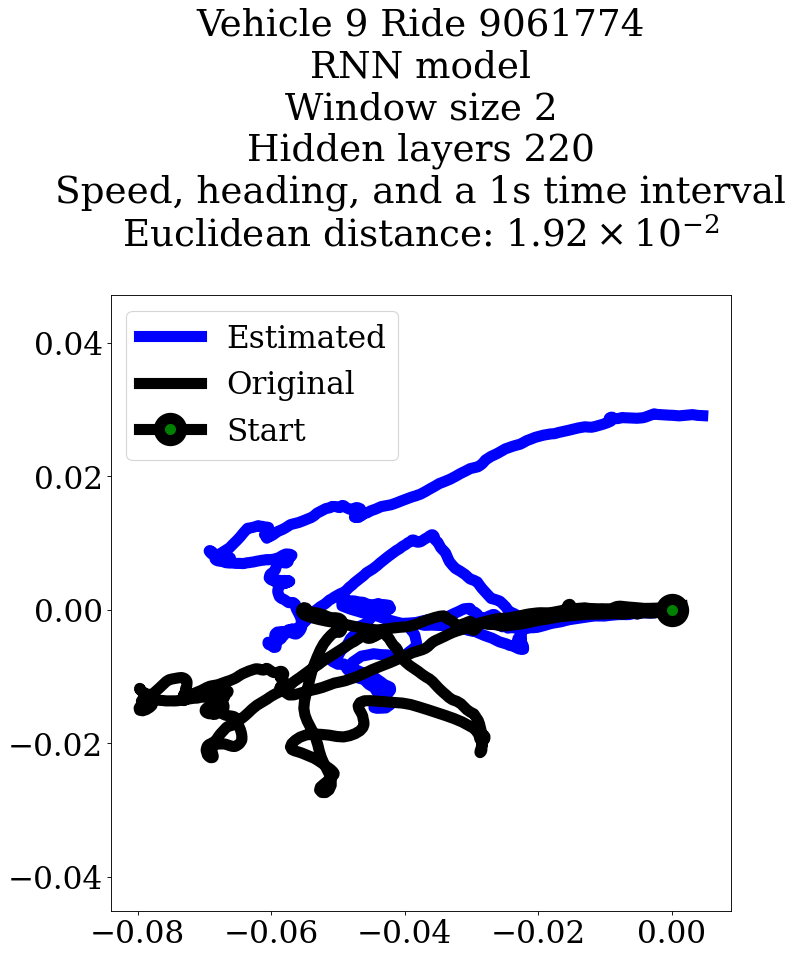 Vehicle 9 Ride 9061774
RNN model
Window size 2
Hidden layers 220
Speed, heading, and a 1s time interval
Euclidean distance: 1.92 × 10⁻²
Estimated
Original
Start
0.04
0.02
0.00
−0.02
−0.04
−0.08 −0.06 −0.04 −0.02 0.00